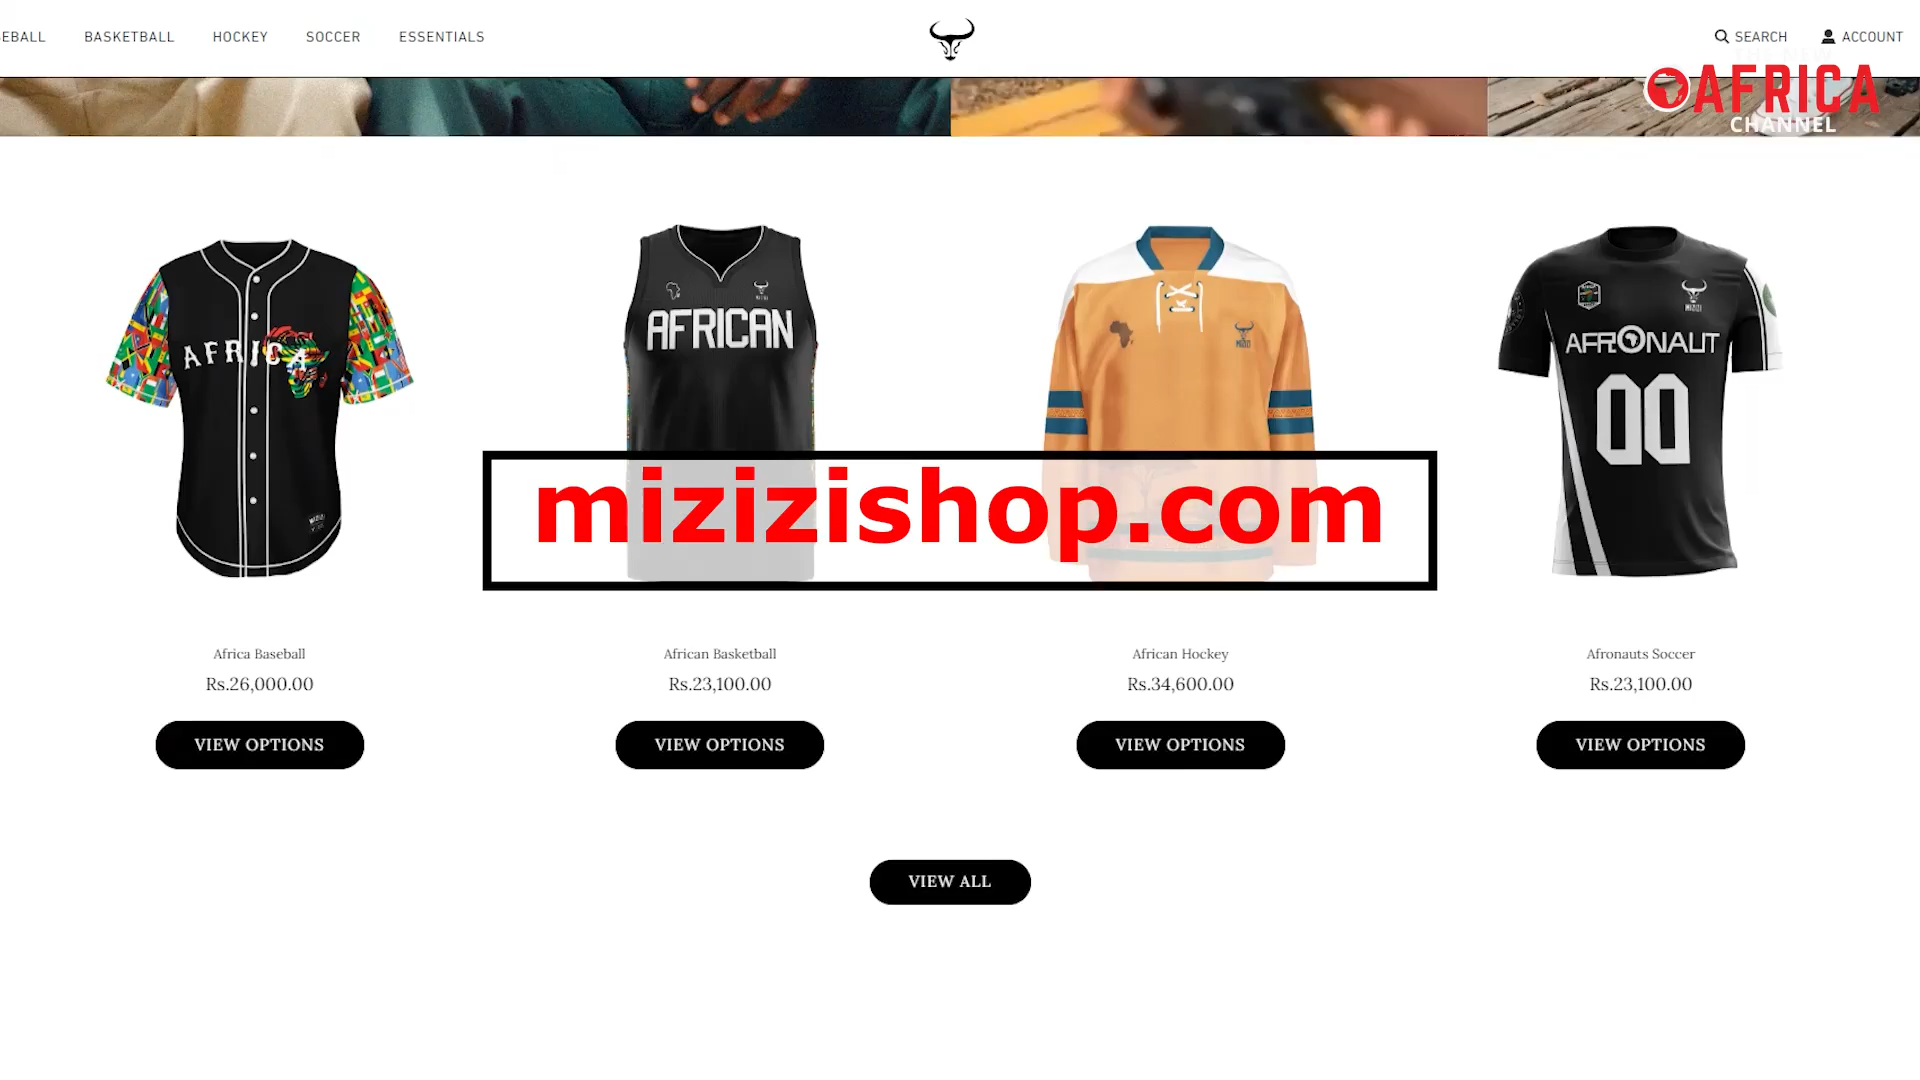 BASKETBALL HOCKEY SOCCER ESSENTIALS SEARCH ACCOUNT
AFRICA
CHANNEL
AFRICA
AFRICAN
MIZIZI
AFRONAUT
00
mizizishop.com
Africa Baseball African Basketball African Hockey Afronauts Soccer
Rs.26,000.00 Rs.23,100.00 Rs.34,600.00 Rs.23,100.00
VIEW OPTIONS VIEW OPTIONS VIEW OPTIONS VIEW OPTIONS
VIEW ALL